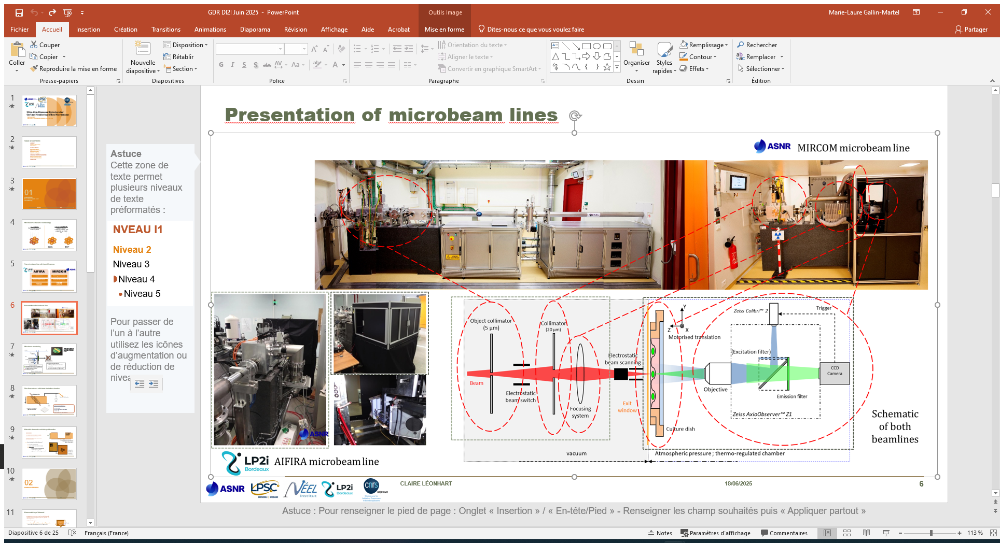 GDR DI2I Juin 2025 - PowerPoint
Outils Image
Marie-Laure Gallin-Martel
Fichier
Accueil
Insertion
Création
Transitions
Animations
Diaporama
Révision
Affichage
Aide
Acrobat
Mise en forme
Dites-nous ce que vous voulez faire
Partager
Coller
Couper
Copier
Reproduire la mise en forme
Presse-papiers
Nouvelle
diapositive
Disposition
Rétablir
Section
Diapositives
G I S S abc AV Aa
Police
Orientation du texte
Aligner le texte
Convertir en graphique SmartArt
Paragraphe
Organiser
Styles
rapides
Remplissage
Contour
Effets
Dessin
Rechercher
Remplacer
Sélectionner
Édition
1
2
3
01
4
5
AIFIRA
MIRCOM
6
7
8
9
10
02
11
Astuce
Cette zone de
texte permet
plusieurs niveaux
de texte
préformatés :
NVEAU I1
Niveau 2
Niveau 3
Niveau 4
Niveau 5
Pour passer de
l'un à l'autre
utilisez les icônes
d'augmentation ou
de réduction de
nivea
Presentation of microbeam lines
ASNR
MIRCOM microbeam line
Object collimator
(5 µm)
Collimator
(20 µm)
Beam
Electrostatic
beam switch
Focusing
system
Electrostatic
beam scanning
Exit
window
Culture dish
Y
Z
X
Motorised translation
Zeiss Colibri™ 2
Trigger
(Excitation filter)
CCD
Camera
Objective
Emission filter
Zeiss AxioObserver™ Z1
vacuum
Atmospheric pressure ; thermo-regulated chamber
Schematic
of both
beamlines
ASNR
LP2i
Bordeaux
AIFIRA microbeam line
ASNR
LPSC
GRENOBLE | MODANE
NÉEL
institut
LP2i
Bordeaux
cnrs
CLAIRE LÉONHART
18/06/2025
6
Astuce : Pour renseigner le pied de page : Onglet « Insertion » / « En-tête/Pied » - Renseigner les champ souhaités puis « Appliquer partout »
Diapositive 6 de 25
Français (France)
Notes
Paramètres d'affichage
Commentaires
113 %